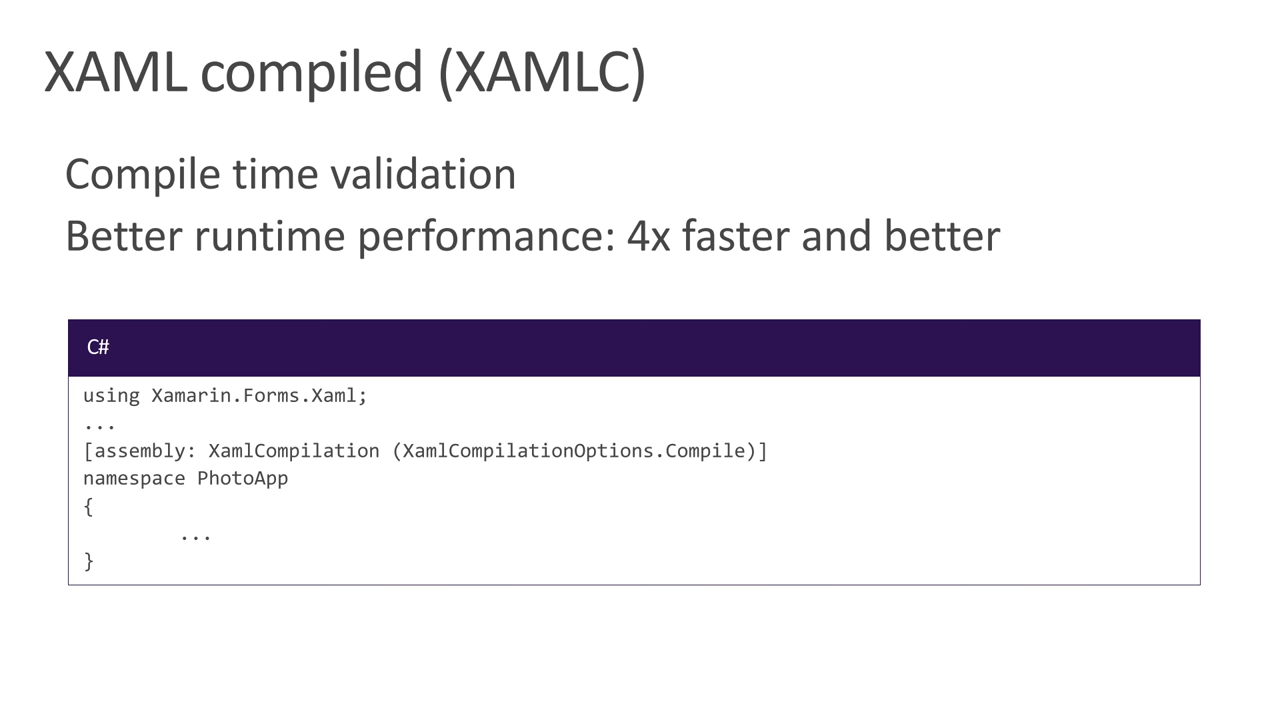 XAML compiled (XAMLC)
Compile time validation
Better runtime performance: 4x faster and better
C#
using Xamarin.Forms.Xaml;
...
[assembly: XamlCompilation (XamlCompilationOptions.Compile)]
namespace PhotoApp
{
...
}